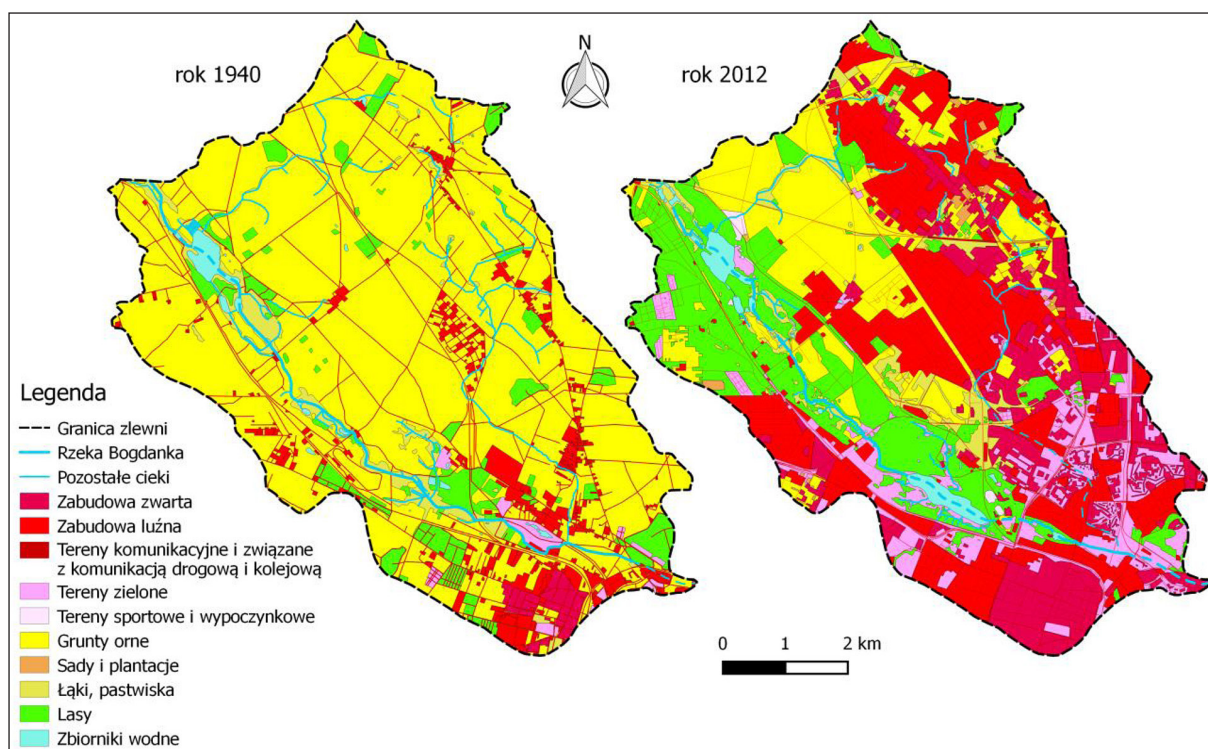 rok 1940
N
rok 2012
Legenda
Granica zlewni
Rzeka Bogdanka
Pozostałe cieki
Zabudowa zwarta
Zabudowa luźna
Tereny komunikacyjne i związane
z komunikacją drogową i kolejową
Tereny zielone
Tereny sportowe i wypoczynkowe
Grunty orne
Sady i plantacje
Łąki, pastwiska
Lasy
Zbiorniki wodne
0 1 2 km